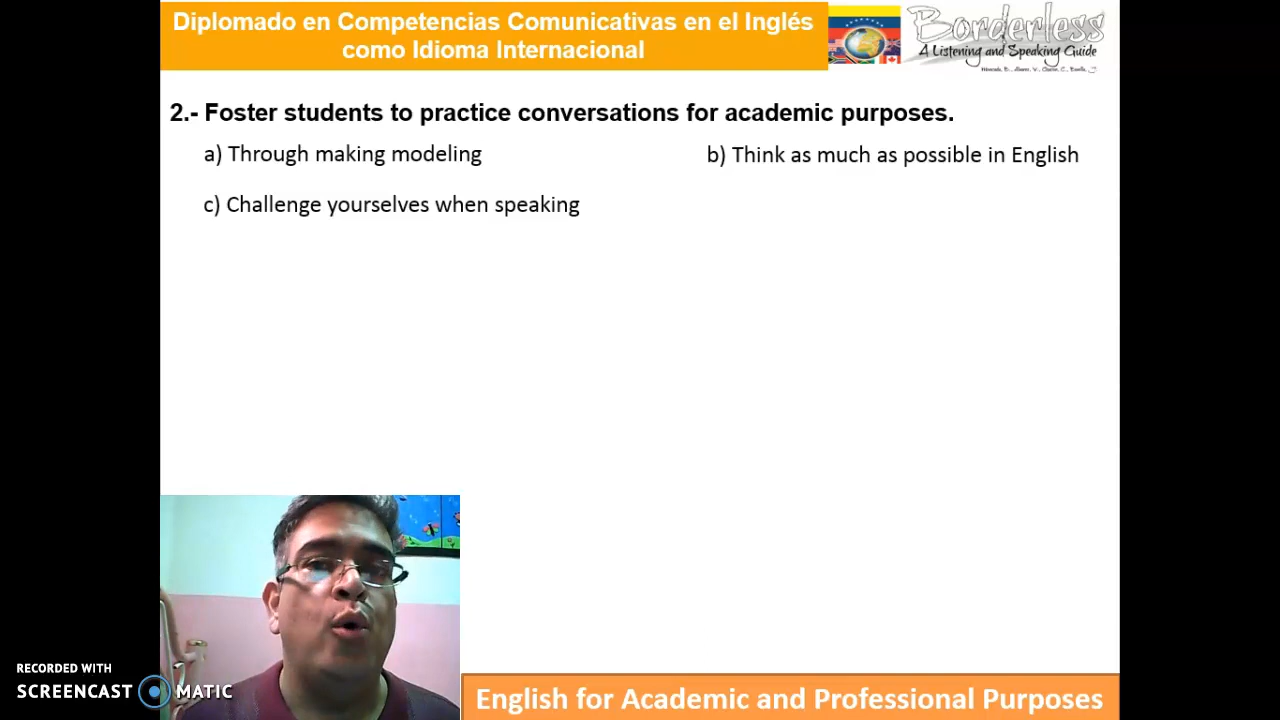 Diplomado en Competencias Comunicativas en el Inglés
como Idioma Internacional
Borderless
A Listening and Speaking Guide
2.- Foster students to practice conversations for academic purposes.
a) Through making modeling
b) Think as much as possible in English
c) Challenge yourselves when speaking
RECORDED WITH
SCREENCAST MATIC
English for Academic and Professional Purposes